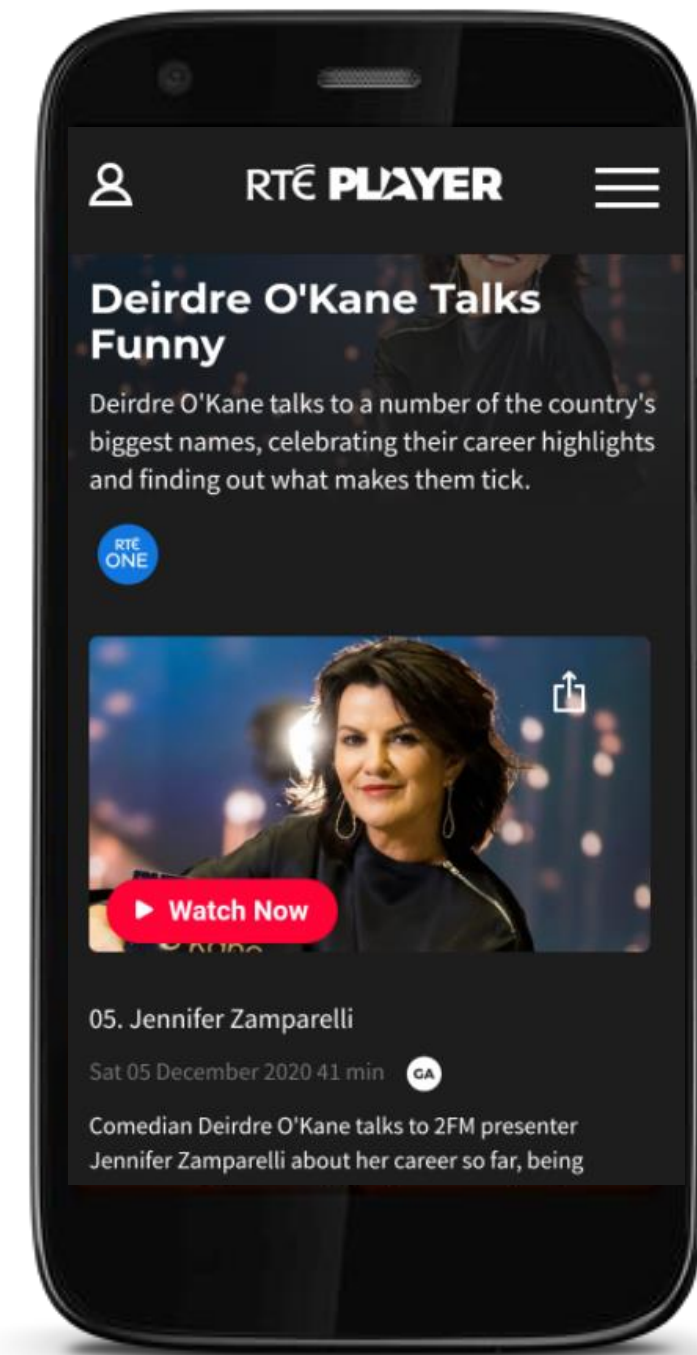 RTÉ PLAYER
Deirdre O'Kane Talks
Funny
Deirdre O'Kane talks to a number of the country's
biggest names, celebrating their career highlights
and finding out what makes them tick.
RTÉ
ONE
Watch Now
05. Jennifer Zamparelli
Sat 05 December 2020 41 min GA
Comedian Deirdre O'Kane talks to 2FM presenter
Jennifer Zamparelli about her career so far, being